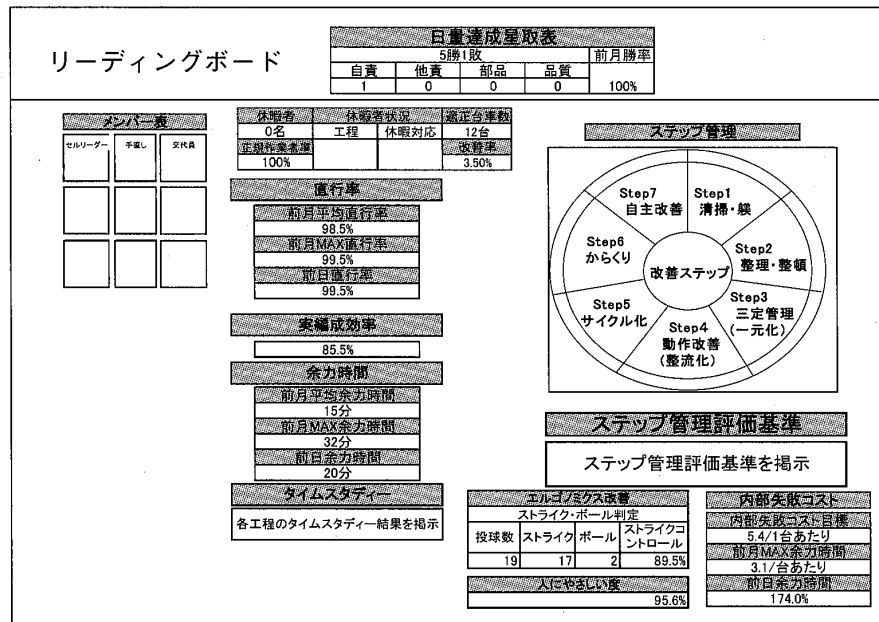 リーディングボード
日量達成星取表
5勝1敗 前月勝率
自責 他責 部品 品質
1 0 0 0 100%
メンバー表
セルリーダー 手直し 交代員
休暇者 休暇者状況 適正台車数
0名 工程 休暇対応 12台
正規作業者率 改善率
100% 3.50%
直行率
前月平均直行率
98.5%
前月MAX直行率
99.5%
前日直行率
99.5%
実編成効率
85.5%
余力時間
前月平均余力時間
15分
前月MAX余力時間
32分
前日余力時間
20分
タイムスタディー
各工程のタイムスタディー結果を掲示
ステップ管理
Step7
自主改善
Step1
清掃・躾
Step6
からくり
改善ステップ
Step2
整理・整頓
Step5
サイクル化
Step4
動作改善
(整流化)
Step3
三定管理
(一元化)
ステップ管理評価基準
ステップ管理評価基準を掲示
エルゴノミクス改善
ストライク・ボール判定
投球数 ストライク ボール ストライクコントロール
19 17 2 89.5%
人にやさしい度
95.6%
内部失敗コスト
内部失敗コスト目標
5.4/1台あたり
前月MAX余力時間
3.1/台あたり
前日余力時間
174.0%